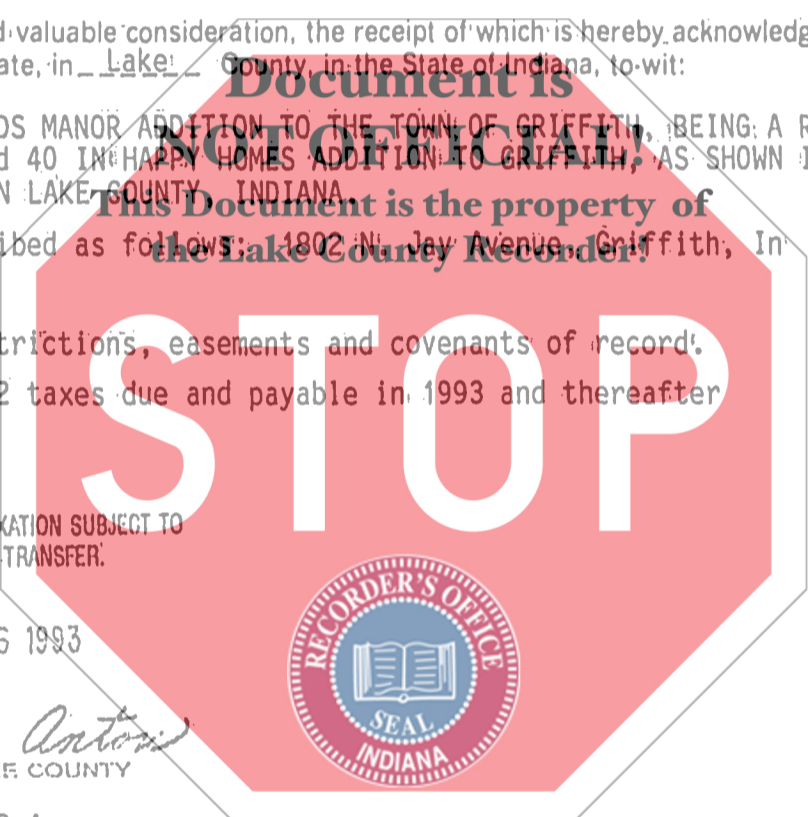 d valuable consideration, the receipt of which is hereby acknowledg
ate, in Lake County, in the State of Indiana, to-wit:
Document is
DS MANOR ADDITION TO THE TOWN OF GRIFFITH, BEING A R
NOT OFFICIAL!
d 40 IN HAPPY HOMES ADDITION TO GRIFFITH, AS SHOWN I
N LAKE COUNTY, INDIANA.
This Document is the property of
ibed as follows: 1802 N. Jay Avenue, Griffith, In
the Lake County Recorder!
trictions, easements and covenants of record.
2 taxes due and payable in 1993 and thereafter
STOP
XATION SUBJECT TO
TRANSFER.
RECORDER'S OFFICE
6 1993
SEAL
INDIANA
Anton
E COUNTY